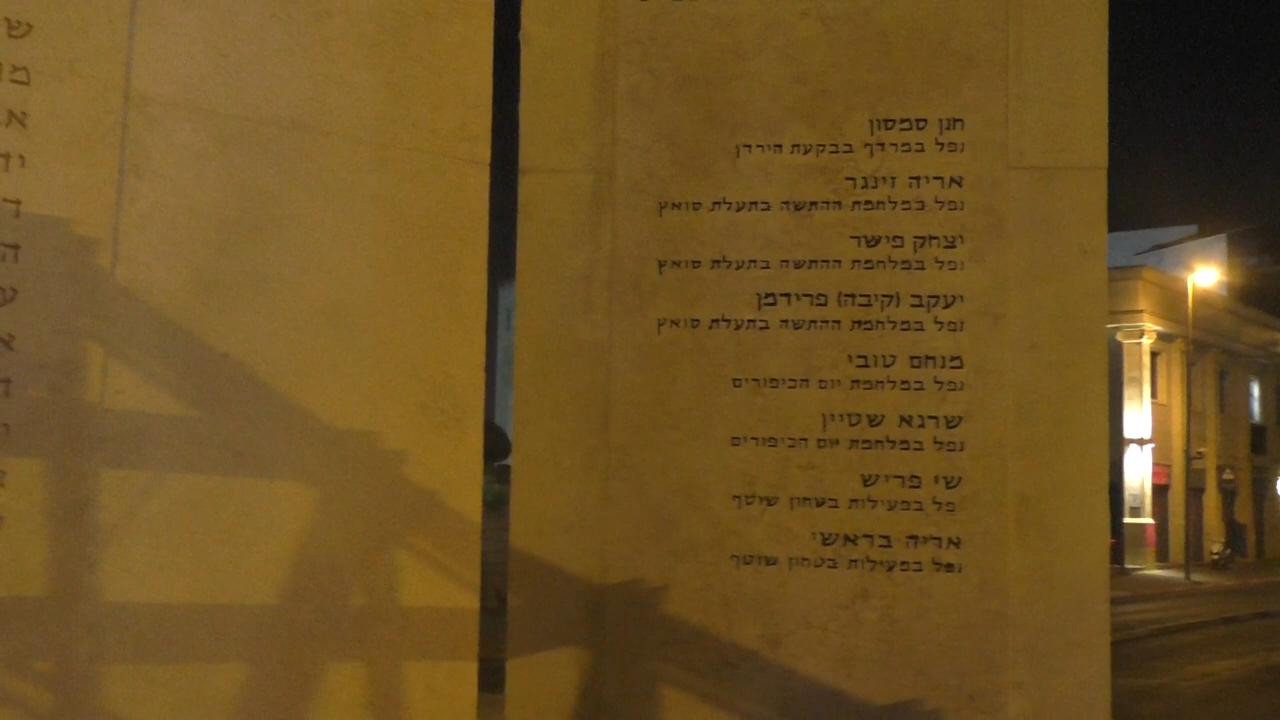 חנן סמסון
נפל במרדף בבקעת הירדן
אריה זינגר
נפל במלחמת ההתשה בתעלת סואץ
יצחק פישר
נפל במלחמת ההתשה בתעלת סואץ
יעקב (קיבה) פרידמן
נפל במלחמת ההתשה בתעלת סואץ
מנחם טובי
נפל במלחמת יום הכיפורים
שרגא שטיין
נפל במלחמת יום הכיפורים
שי פריש
פל בפעילות בטחון שוטף
אריה בראשי
נפל בפעילות בטחון שוטף